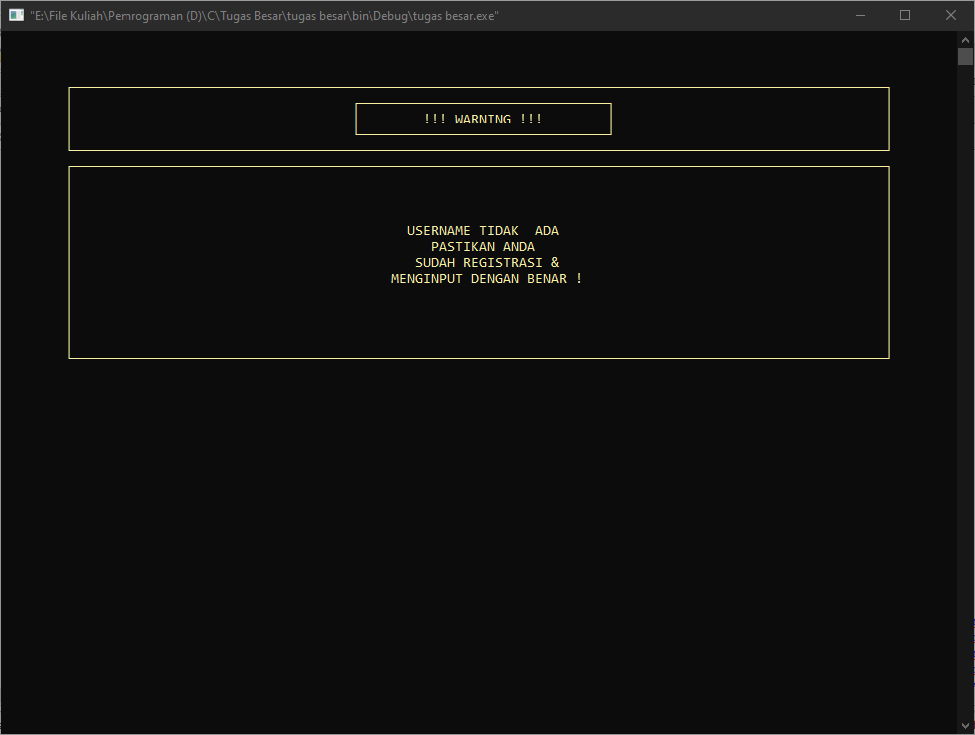 "E:\File Kuliah\Pemrograman (D)\C\Tugas Besar\tugas besar\bin\Debug\tugas besar.exe"
!!! WARNING !!!
USERNAME TIDAK  ADA
PASTIKAN ANDA
SUDAH REGISTRASI &
MENGINPUT DENGAN BENAR !